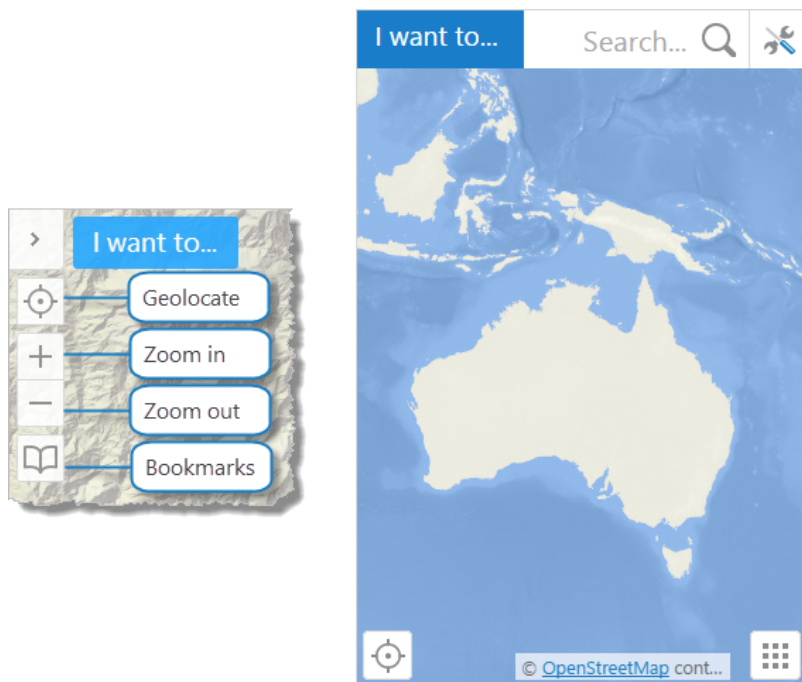 I want to...
Geolocate
Zoom in
Zoom out
Bookmarks
I want to...
Search...
© OpenStreetMap cont...